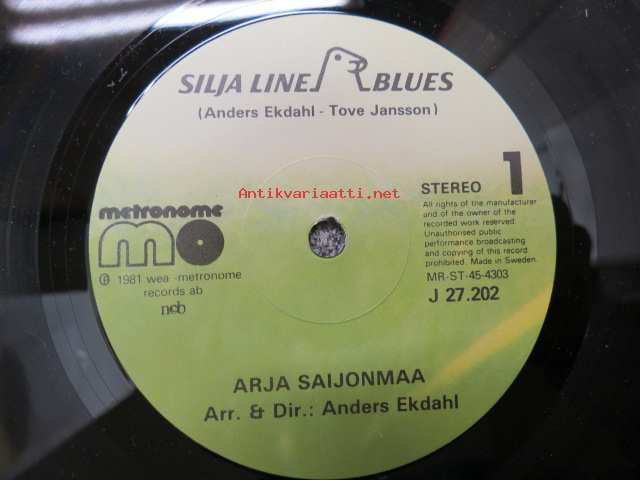 SILJA LINE BLUES
(Anders Ekdahl - Tove Jansson)
Antikvariaatti.net
STEREO 1
All rights of the manufacturer
and of the owner of the
recorded work reserved
Unauthorised public
performance broadcasting
and copying of this record
prohibited. Made in Sweden.
MR-ST-45-4303
J 27.202
metronome
mo
℗ 1981 wea -metronome
records ab
ncb
ARJA SAIJONMAA
Arr. & Dir.: Anders Ekdahl